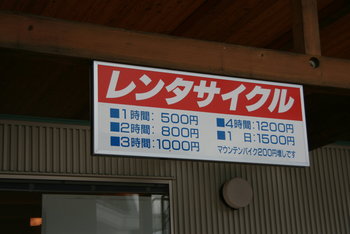 レンタサイクル
■1時間: 500円
■2時間: 800円
■3時間:1000円
■4時間:1200円
■1 日:1500円
マウンテンバイク200円増しです